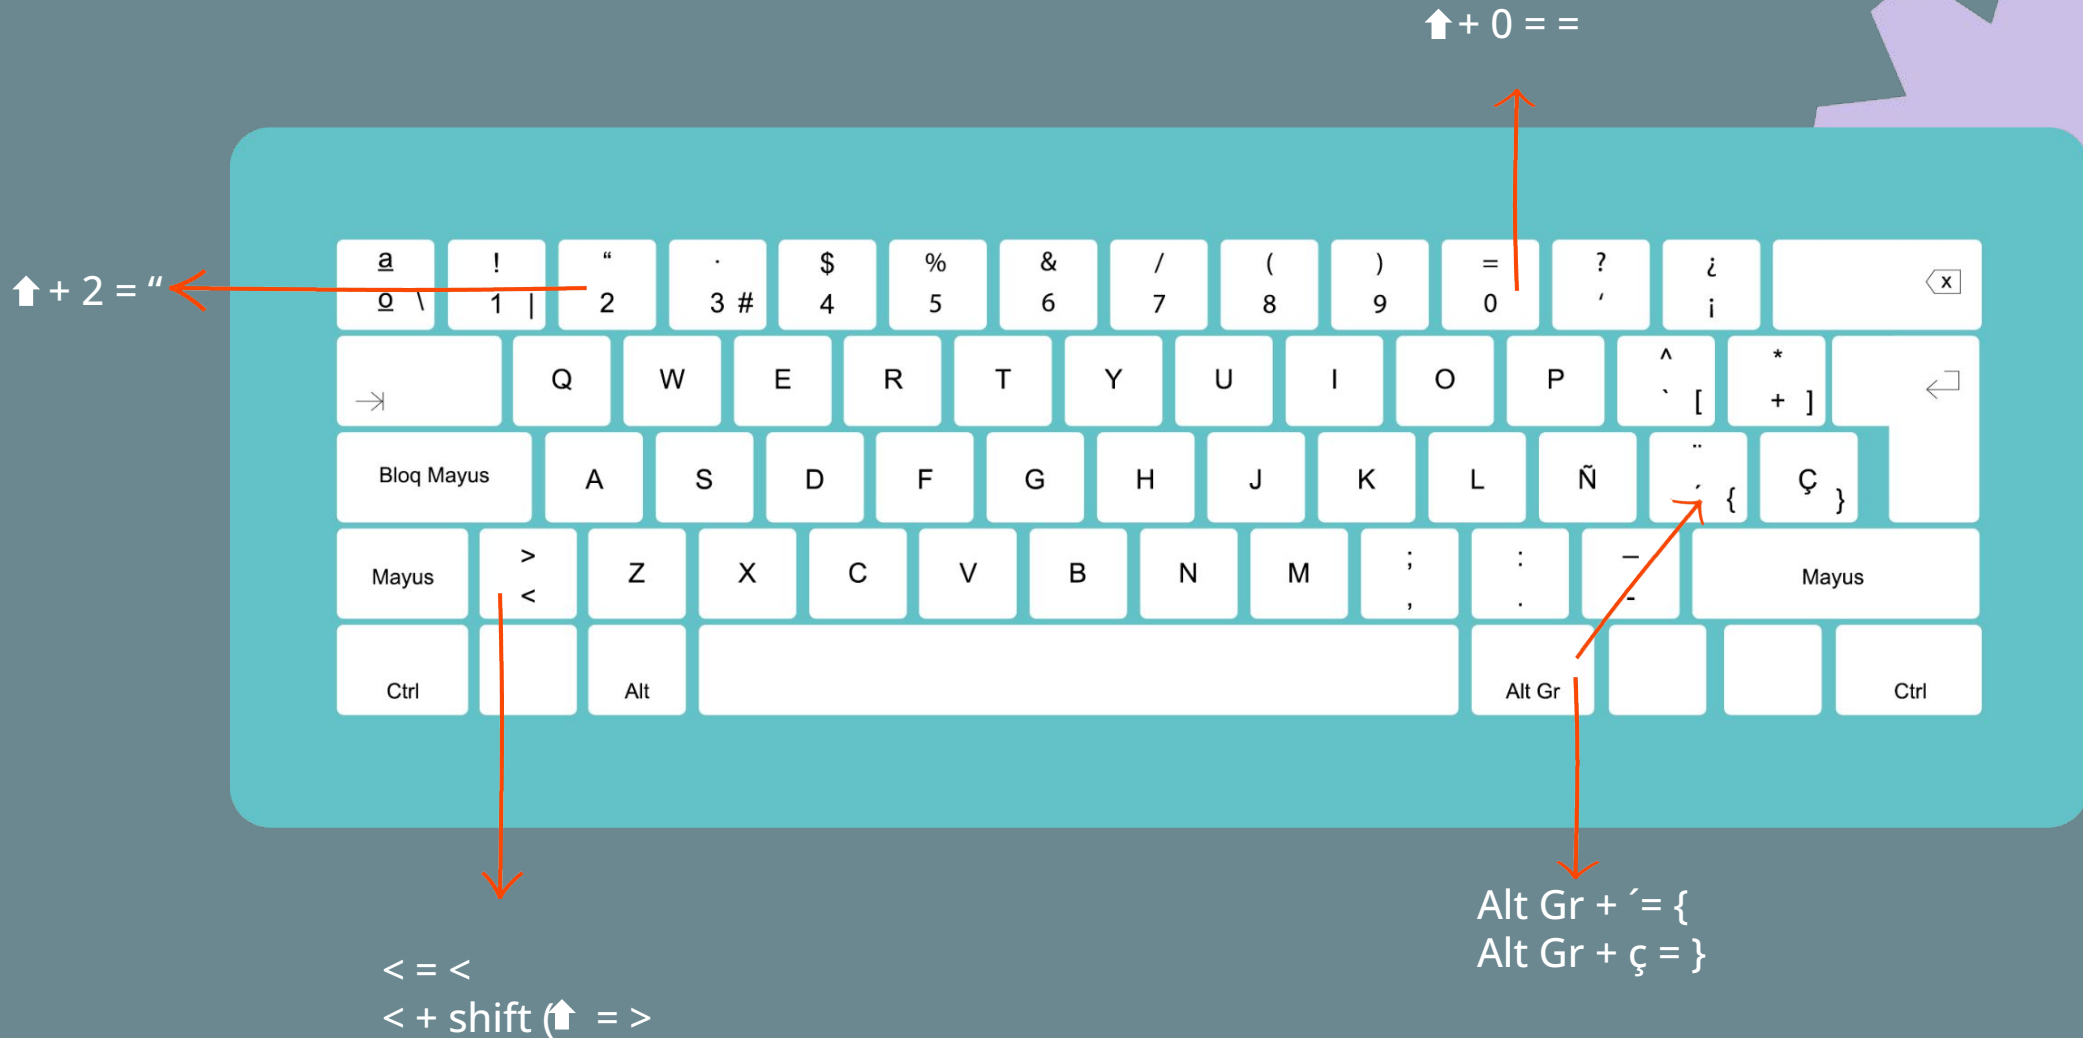 ⬆ + 0 = =
⬆ + 2 = “
a ! “ · $ % & / ( ) = ? ¿
o \ 1 | 2 3 # 4 5 6 7 8 9 0 ‘ ¡ x
Q W E R T Y U I O P ^ ` [ * + ]
Bloq Mayus A S D F G H J K L Ñ ¨ ´ { Ç }
Mayus > < Z X C V B N M ; , : . _ - Mayus
Ctrl Alt Alt Gr Ctrl
Alt Gr + ´= {
Alt Gr + ç = }
< = <
< + shift (⬆ = >